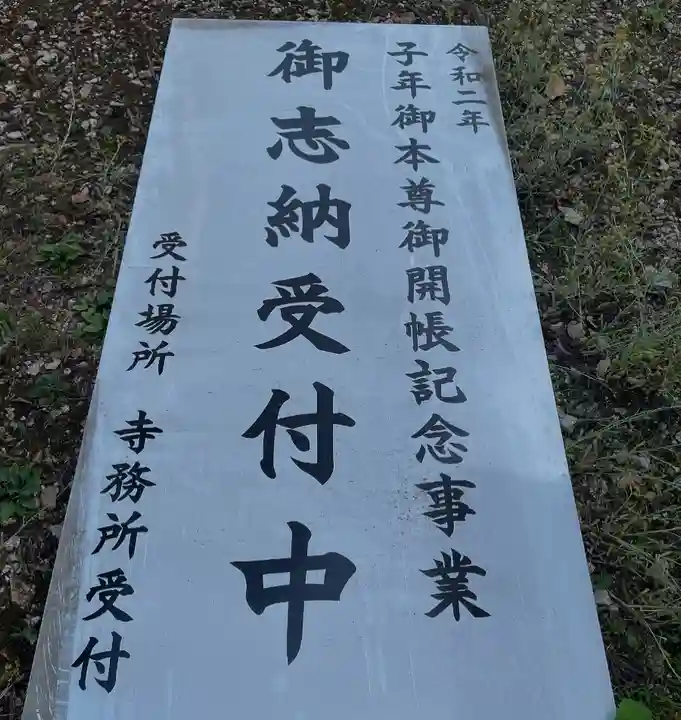 令和二年
子年御本尊御開帳記念事業
御志納受付中
受付場所　寺務所受付